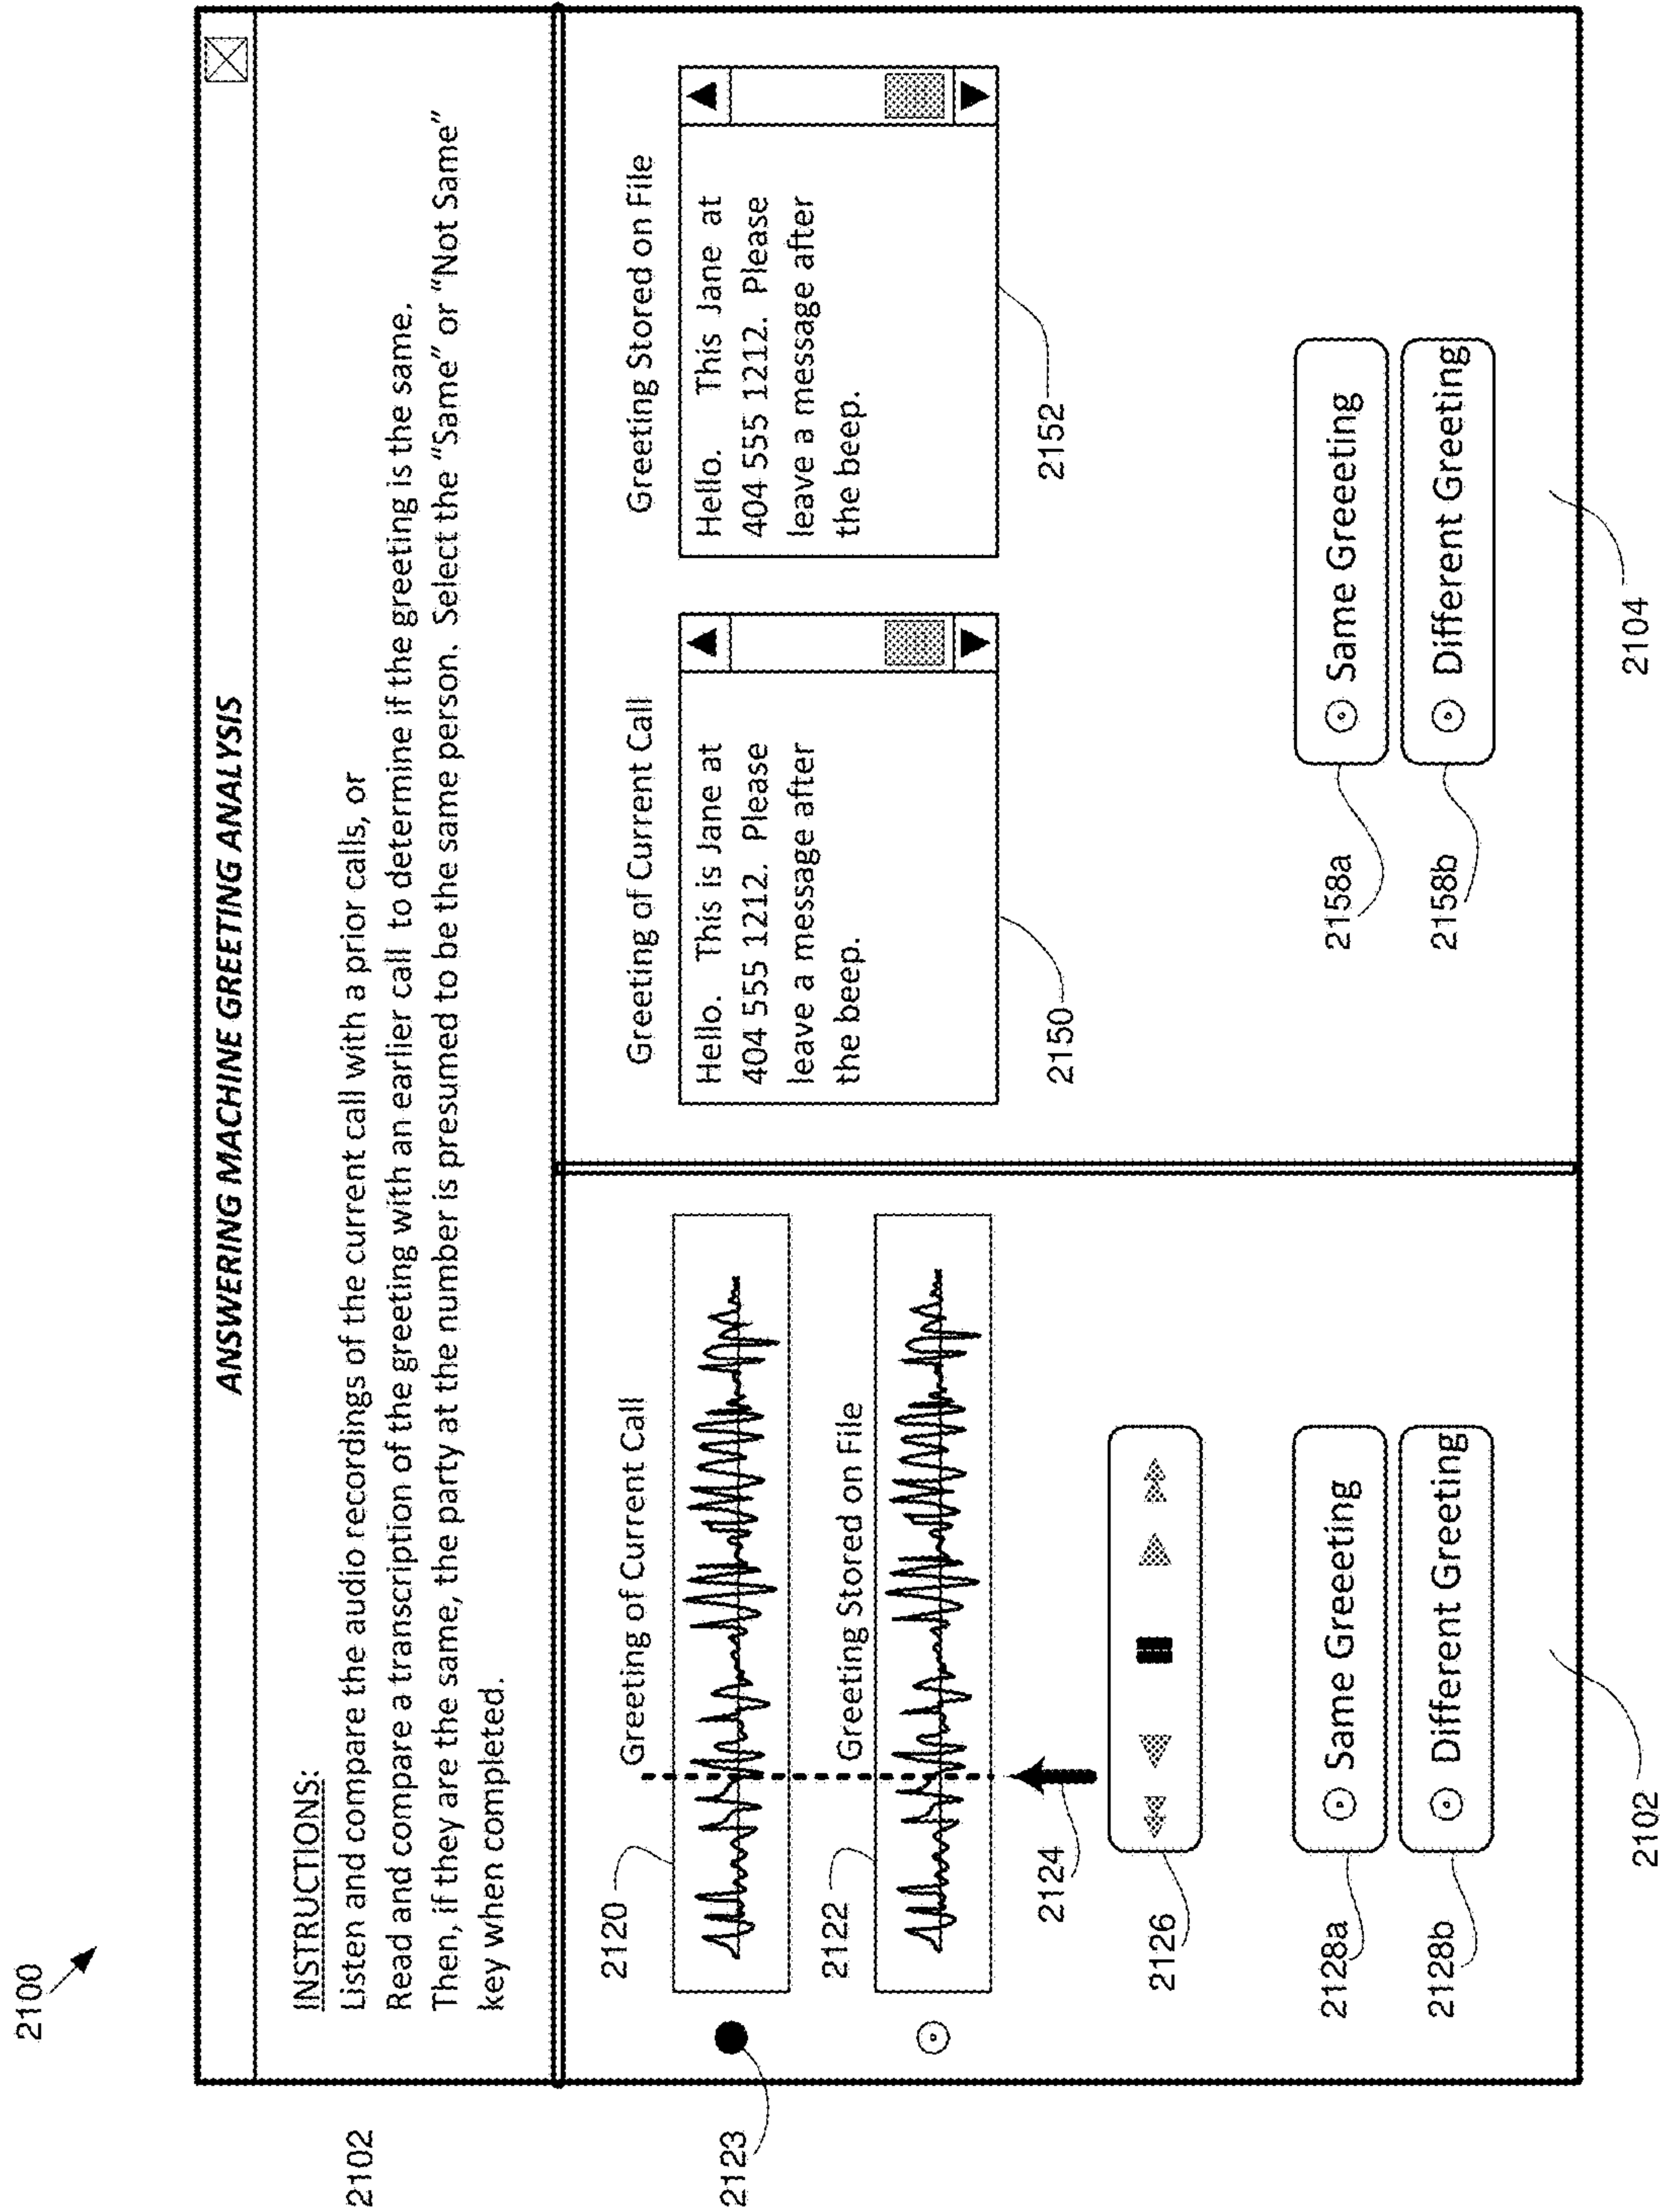 2100
ANSWERING MACHINE GREETING ANALYSIS
2102
INSTRUCTIONS:
Listen and compare the audio recordings of the current call with a prior calls, or
Read and compare a transcription of the greeting with an earlier call to determine if the greeting is the same.
Then, if they are the same, the party at the number is presumed to be the same person. Select the “Same” or “Not Same”
key when completed.
Greeting of Current Call
2120
2123
Greeting Stored on File
2122
2124
2126
2128a
Same Greeting
2128b
Different Greeting
2102
Greeting of Current Call
Hello. This is Jane at
404 555 1212. Please
leave a message after
the beep.
2150
Greeting Stored on File
Hello. This Jane at
404 555 1212. Please
leave a message after
the beep.
2152
2158a
Same Greeting
2158b
Different Greeting
2104